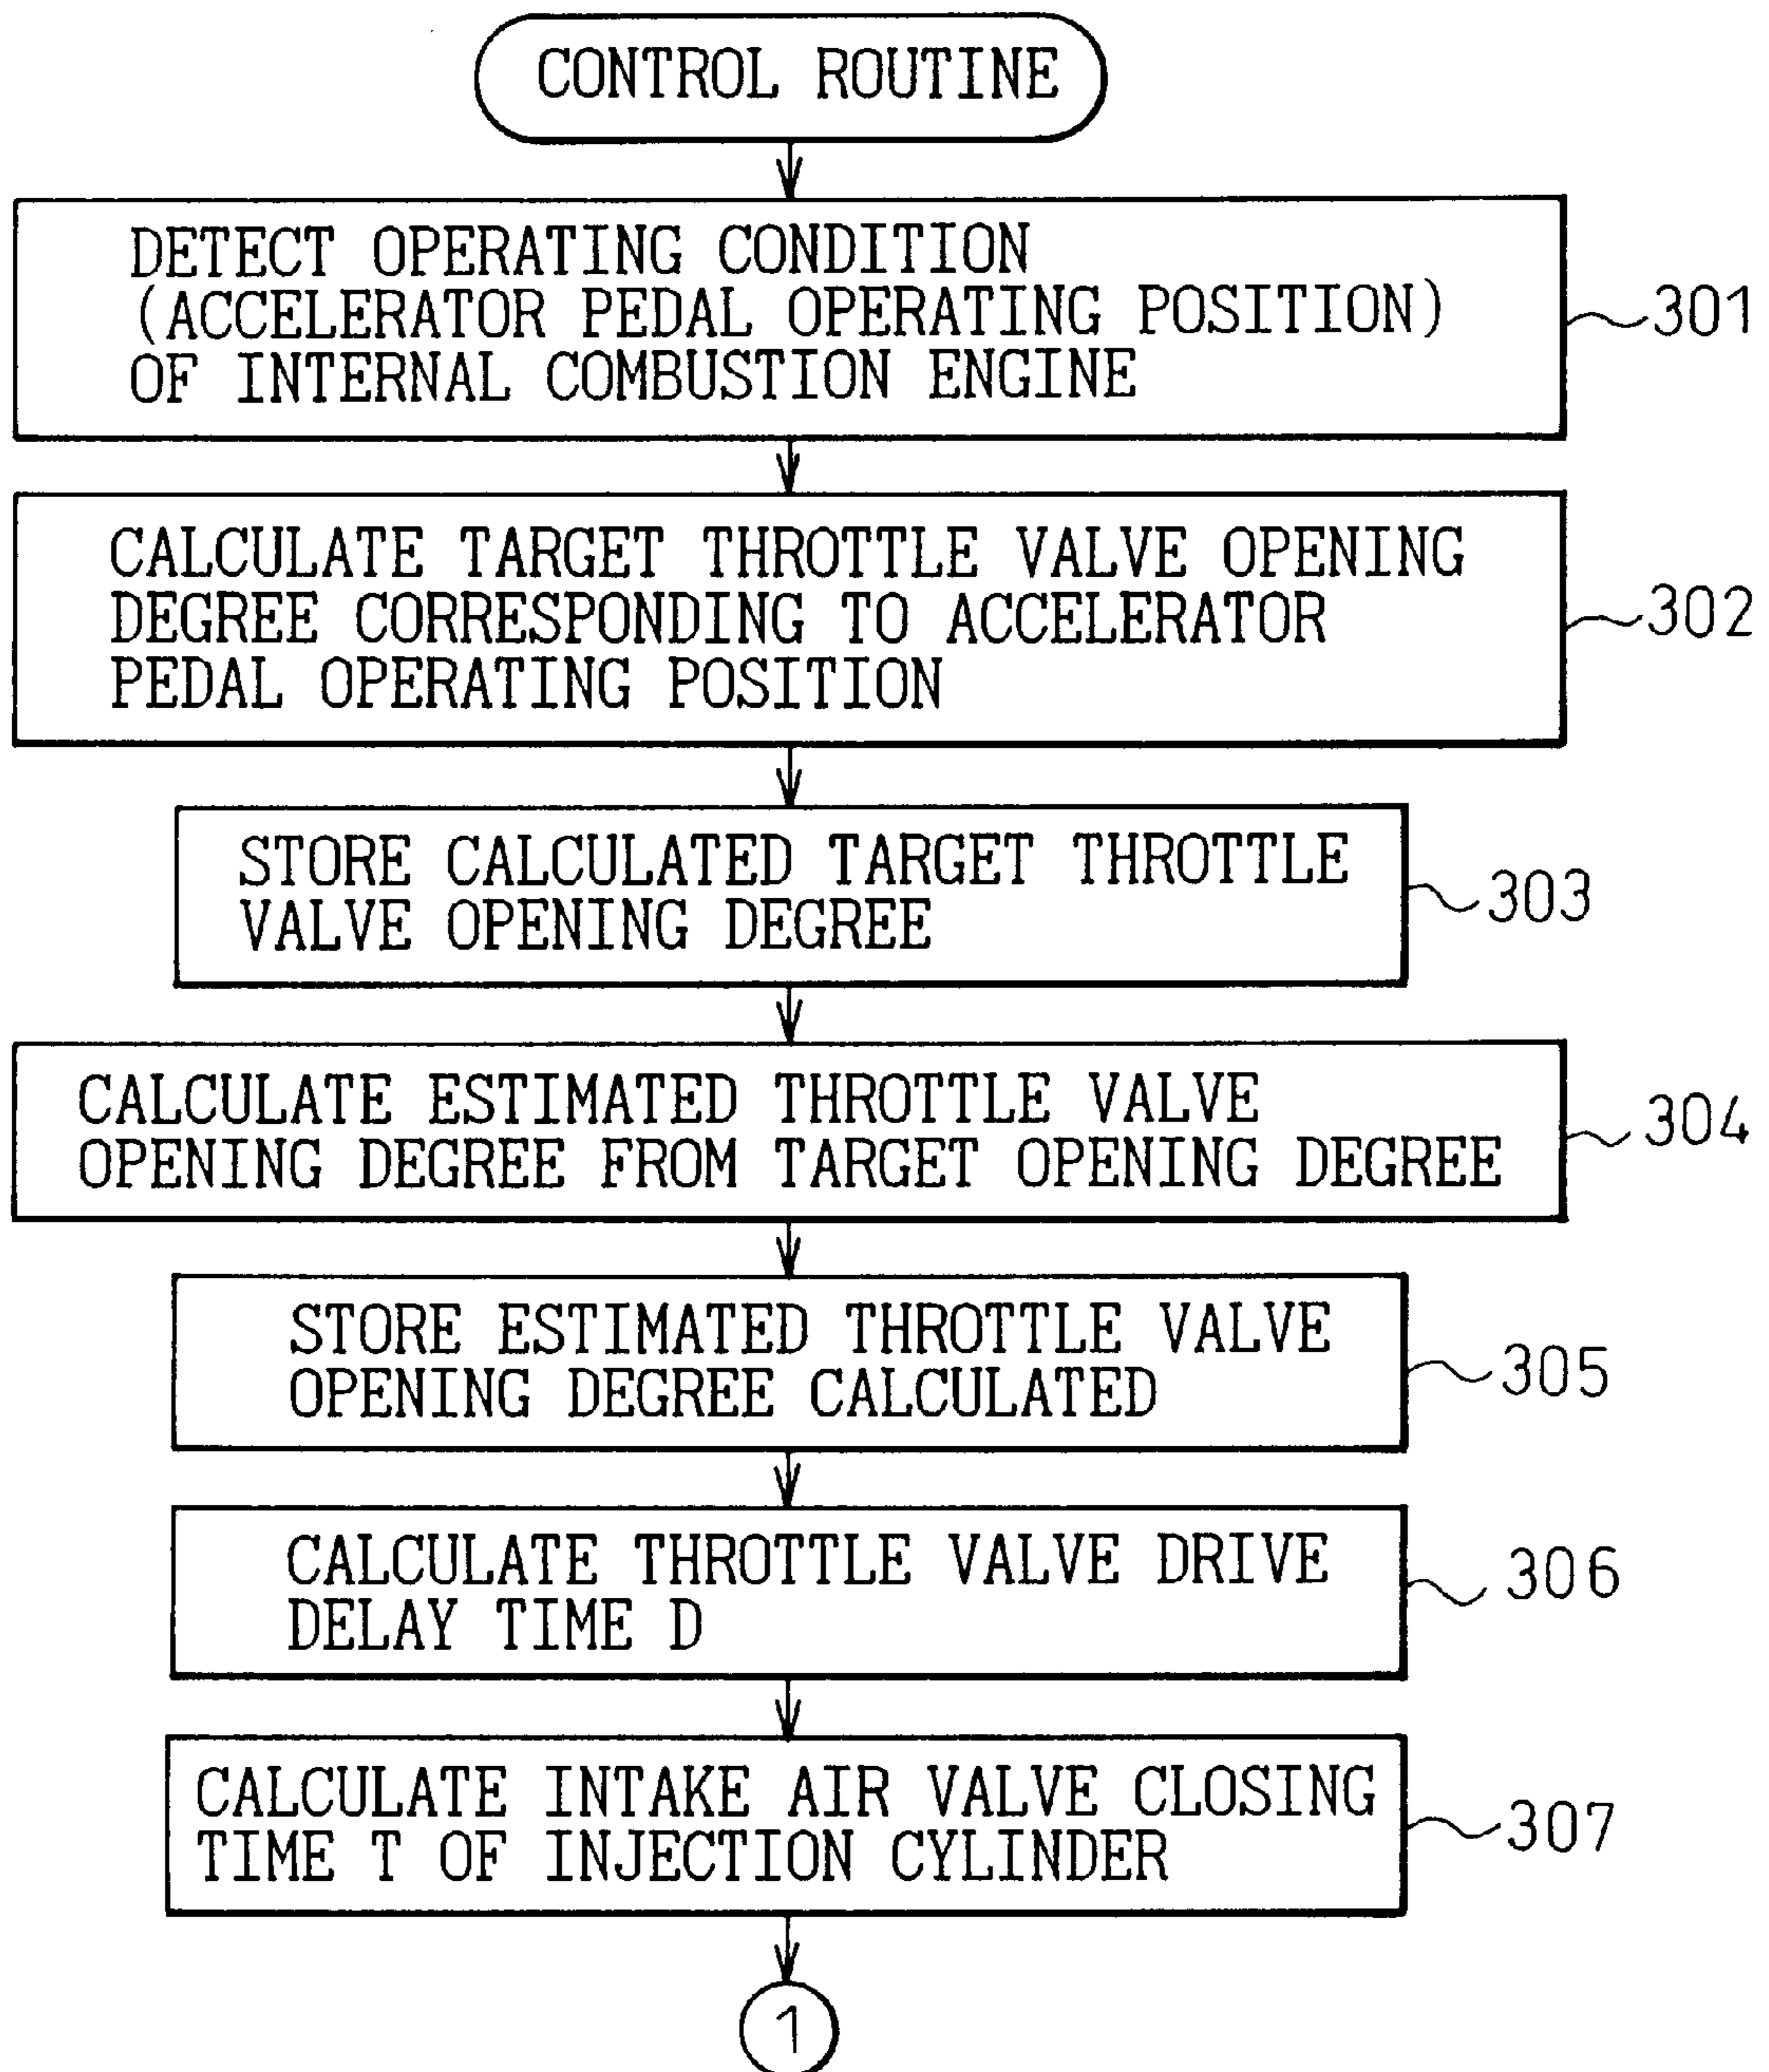 CONTROL ROUTINE
DETECT OPERATING CONDITION
(ACCELERATOR PEDAL OPERATING POSITION)
OF INTERNAL COMBUSTION ENGINE
301
CALCULATE TARGET THROTTLE VALVE OPENING
DEGREE CORRESPONDING TO ACCELERATOR
PEDAL OPERATING POSITION
302
STORE CALCULATED TARGET THROTTLE
VALVE OPENING DEGREE
303
CALCULATE ESTIMATED THROTTLE VALVE
OPENING DEGREE FROM TARGET OPENING DEGREE
304
STORE ESTIMATED THROTTLE VALVE
OPENING DEGREE CALCULATED
305
CALCULATE THROTTLE VALVE DRIVE
DELAY TIME D
306
CALCULATE INTAKE AIR VALVE CLOSING
TIME T OF INJECTION CYLINDER
307
1